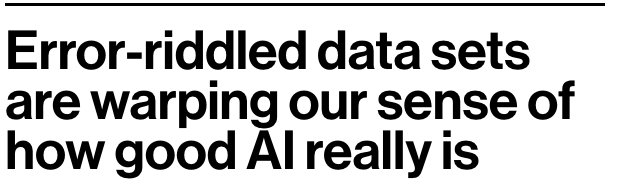 Error-riddled data sets
are warping our sense of
how good AI really is